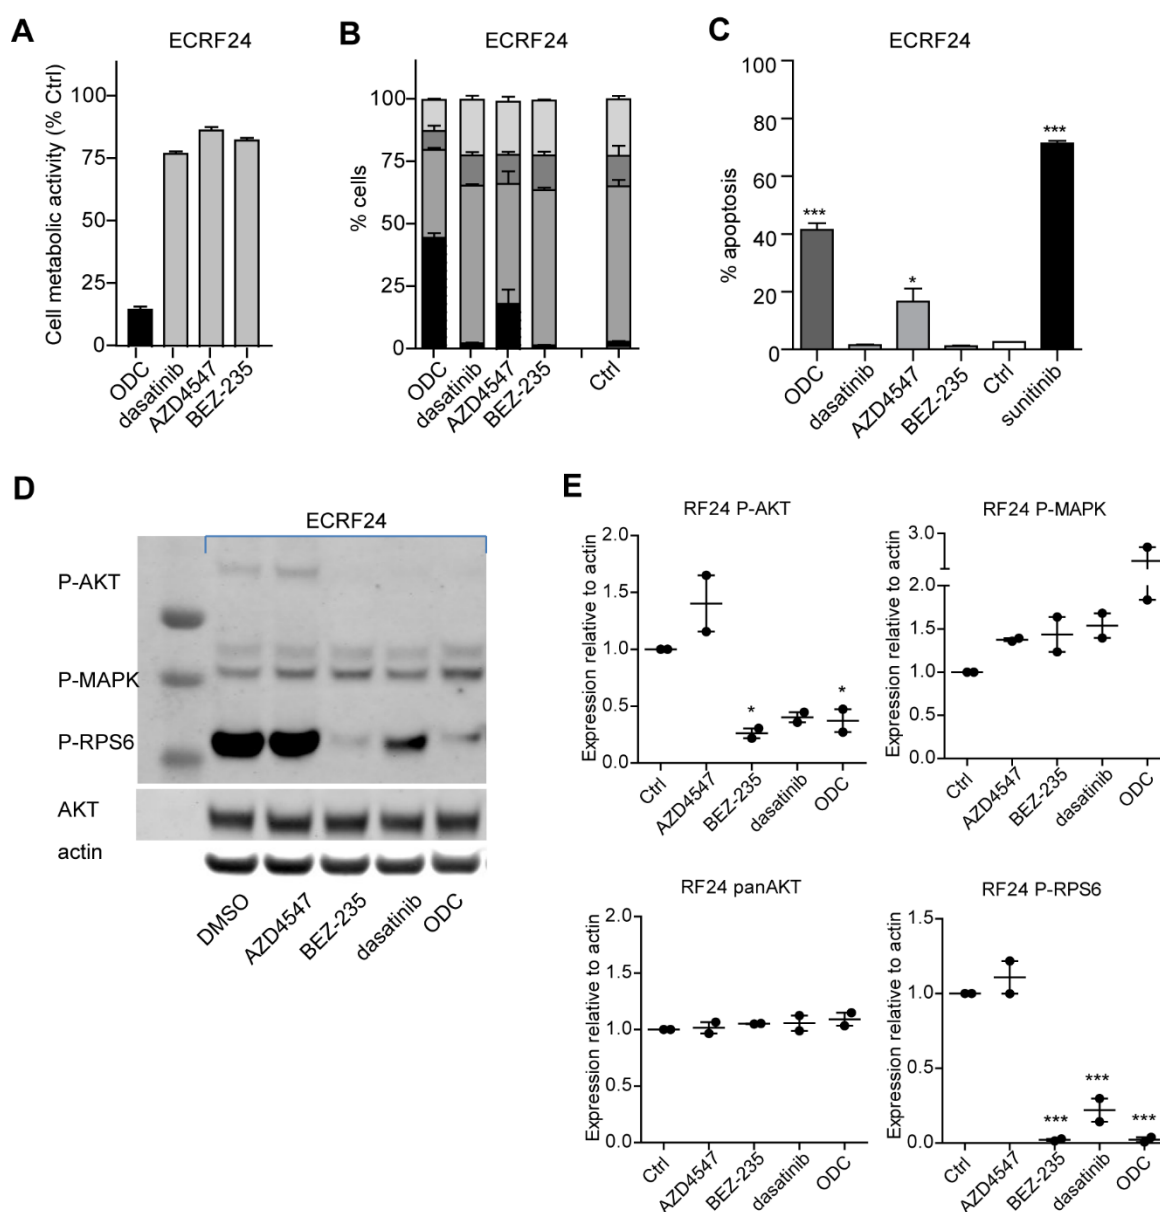 A
ECRF24
Cell metabolic activity (% Ctrl)
100
75
50
25
0
ODC
dasatinib
AZD4547
BEZ-235
B
ECRF24
% cells
100
75
50
25
0
ODC
dasatinib
AZD4547
BEZ-235
Ctrl
C
ECRF24
% apoptosis
100
80
60
40
20
0
***
*
***
ODC
dasatinib
AZD4547
BEZ-235
Ctrl
sunitinib
D
ECRF24
P-AKT
P-MAPK
P-RPS6
AKT
actin
DMSO
AZD4547
BEZ-235
dasatinib
ODC
E
RF24 P-AKT
Expression relative to actin
2.0
1.5
1.0
0.5
0.0
*
*
Ctrl
AZD4547
BEZ-235
dasatinib
ODC
RF24 P-MAPK
Expression relative to actin
3.0
2.0
1.5
1.0
0.5
0.0
Ctrl
AZD4547
BEZ-235
dasatinib
ODC
RF24 panAKT
Expression relative to actin
2.0
1.5
1.0
0.5
0.0
Ctrl
AZD4547
BEZ-235
dasatinib
ODC
RF24 P-RPS6
Expression relative to actin
1.5
1.0
0.5
0.0
***
***
***
Ctrl
AZD4547
BEZ-235
dasatinib
ODC